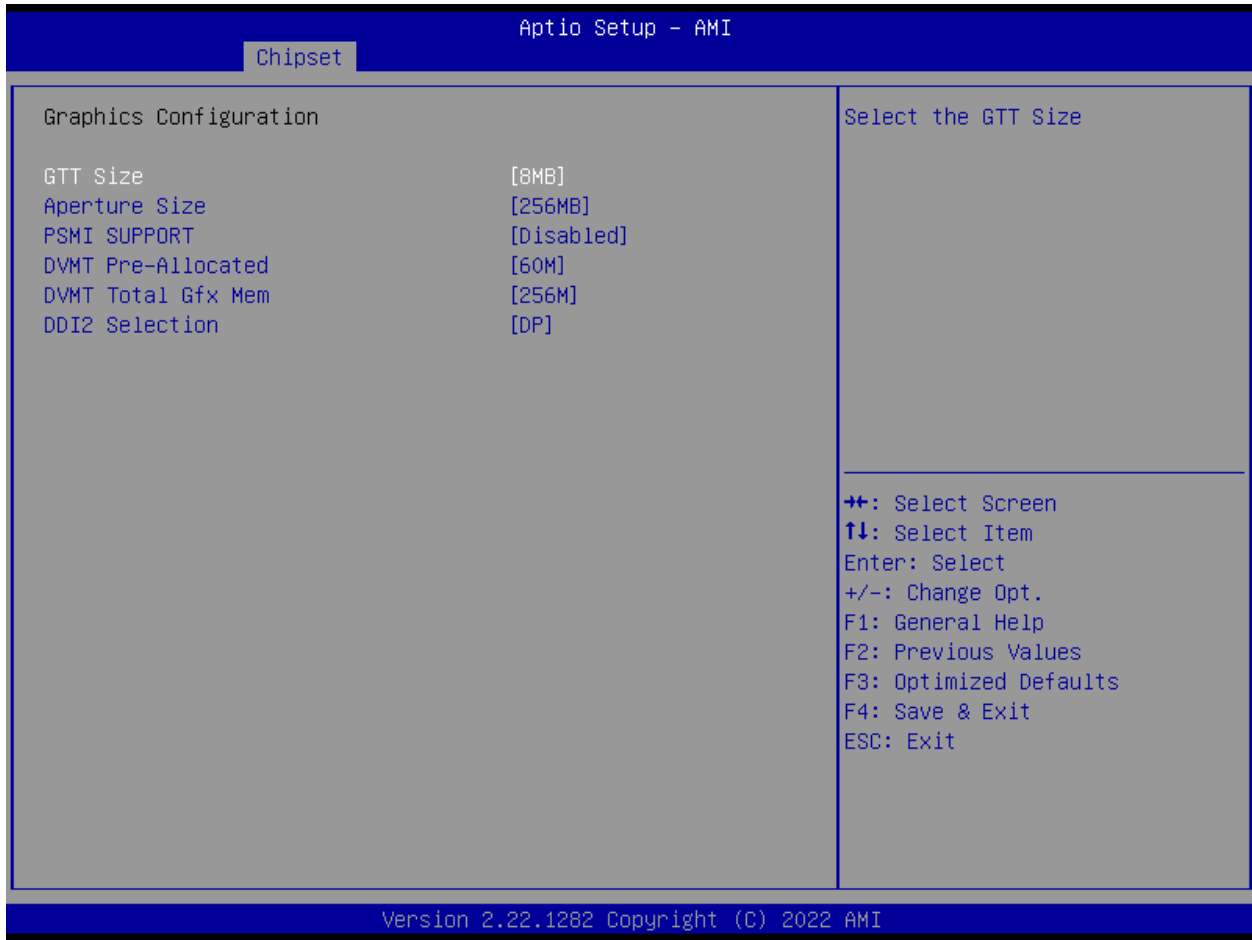 Aptio Setup – AMI
Chipset
Graphics Configuration
GTT Size [8MB]
Aperture Size [256MB]
PSMI SUPPORT [Disabled]
DVMT Pre-Allocated [60M]
DVMT Total Gfx Mem [256M]
DDI2 Selection [DP]
Select the GTT Size
→←: Select Screen
↑↓: Select Item
Enter: Select
+/-: Change Opt.
F1: General Help
F2: Previous Values
F3: Optimized Defaults
F4: Save & Exit
ESC: Exit
Version 2.22.1282 Copyright (C) 2022 AMI